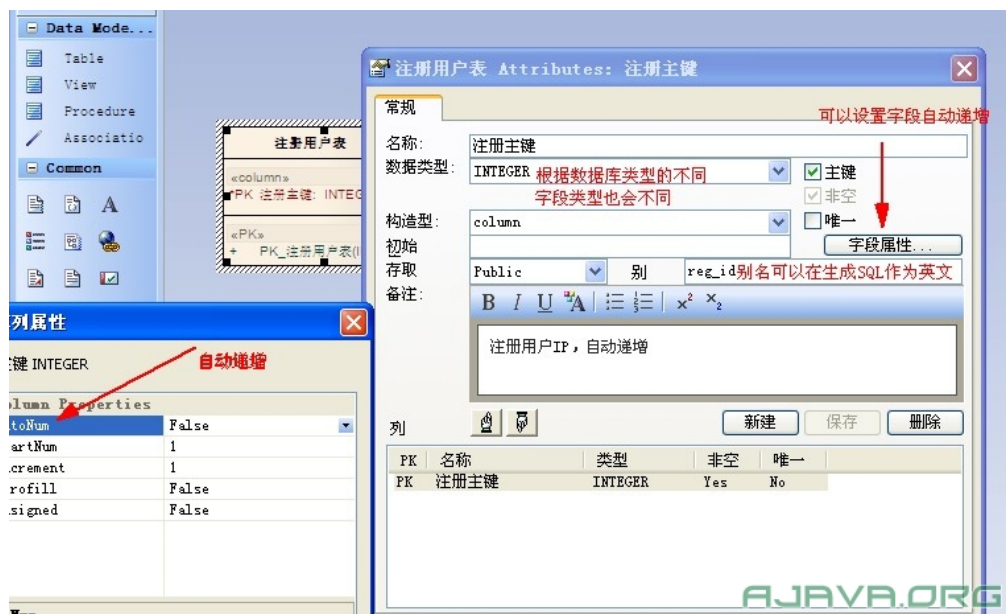 Data Mode...
Table
View
Procedure
Associatio
Common
A
注册用户表
«column»
*PK 注册主键: INTEG
«PK»
+ PK_注册用户表(I
注册用户表 Attributes: 注册主键
常规
可以设置字段自动递增
名称: 注册主键
数据类型: INTEGER 根据数据库类型的不同 主键
字段类型也会不同 非空
构造型: column 唯一
初始 字段属性...
存取 Public 别 reg_id别名可以在生成SQL作为英文
备注: B I U A x² x₂
注册用户IP，自动递增
列 新建 保存 删除
PK 名称 类型 非空 唯一
PK 注册主键 INTEGER Yes No
列属性
键 INTEGER 自动递增
lumn Properties
toNum False
artNum 1
crement 1
rofill False
signed False
AJAVA.ORG